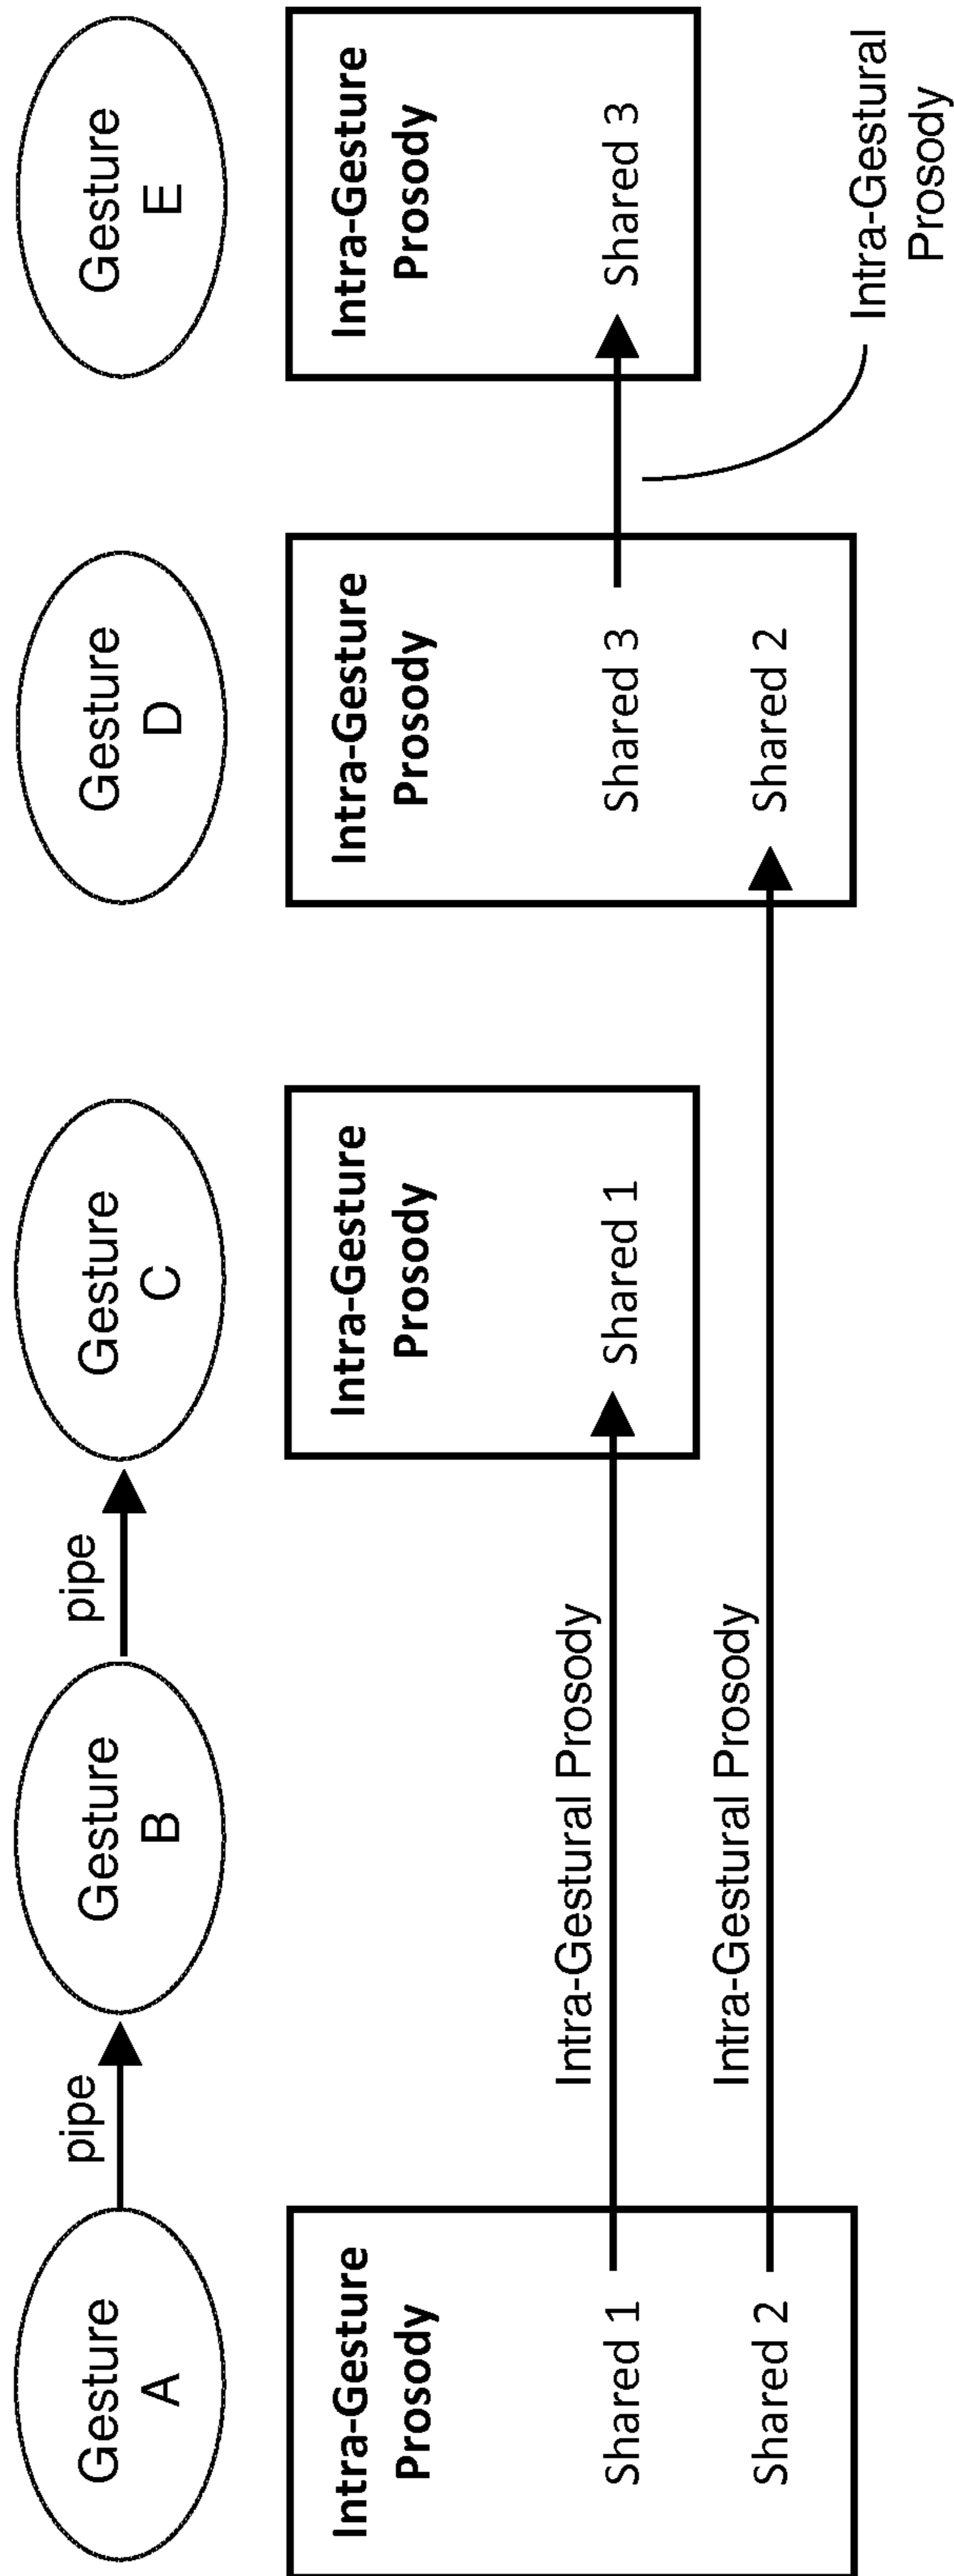 Gesture
A
pipe
Gesture
B
pipe
Gesture
C
Gesture
D
Gesture
E
Intra-Gesture
Prosody
Shared 1
Shared 2
Intra-Gestural Prosody
Intra-Gestural Prosody
Intra-Gesture
Prosody
Shared 1
Intra-Gesture
Prosody
Shared 3
Shared 2
Intra-Gesture
Prosody
Shared 3
Intra-Gestural
Prosody